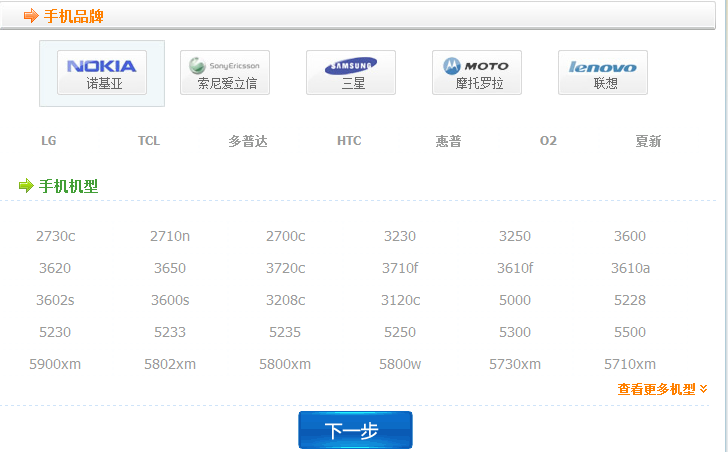 手机品牌
NOKIA SonyEricsson SAMSUNG MOTO lenovo
诺基亚 索尼爱立信 三星 摩托罗拉 联想
LG TCL 多普达 HTC 惠普 O2 夏新
手机机型
2730c 2710n 2700c 3230 3250 3600
3620 3650 3720c 3710f 3610f 3610a
3602s 3600s 3208c 3120c 5000 5228
5230 5233 5235 5250 5300 5500
5900xm 5802xm 5800xm 5800w 5730xm 5710xm
查看更多机型
下一步